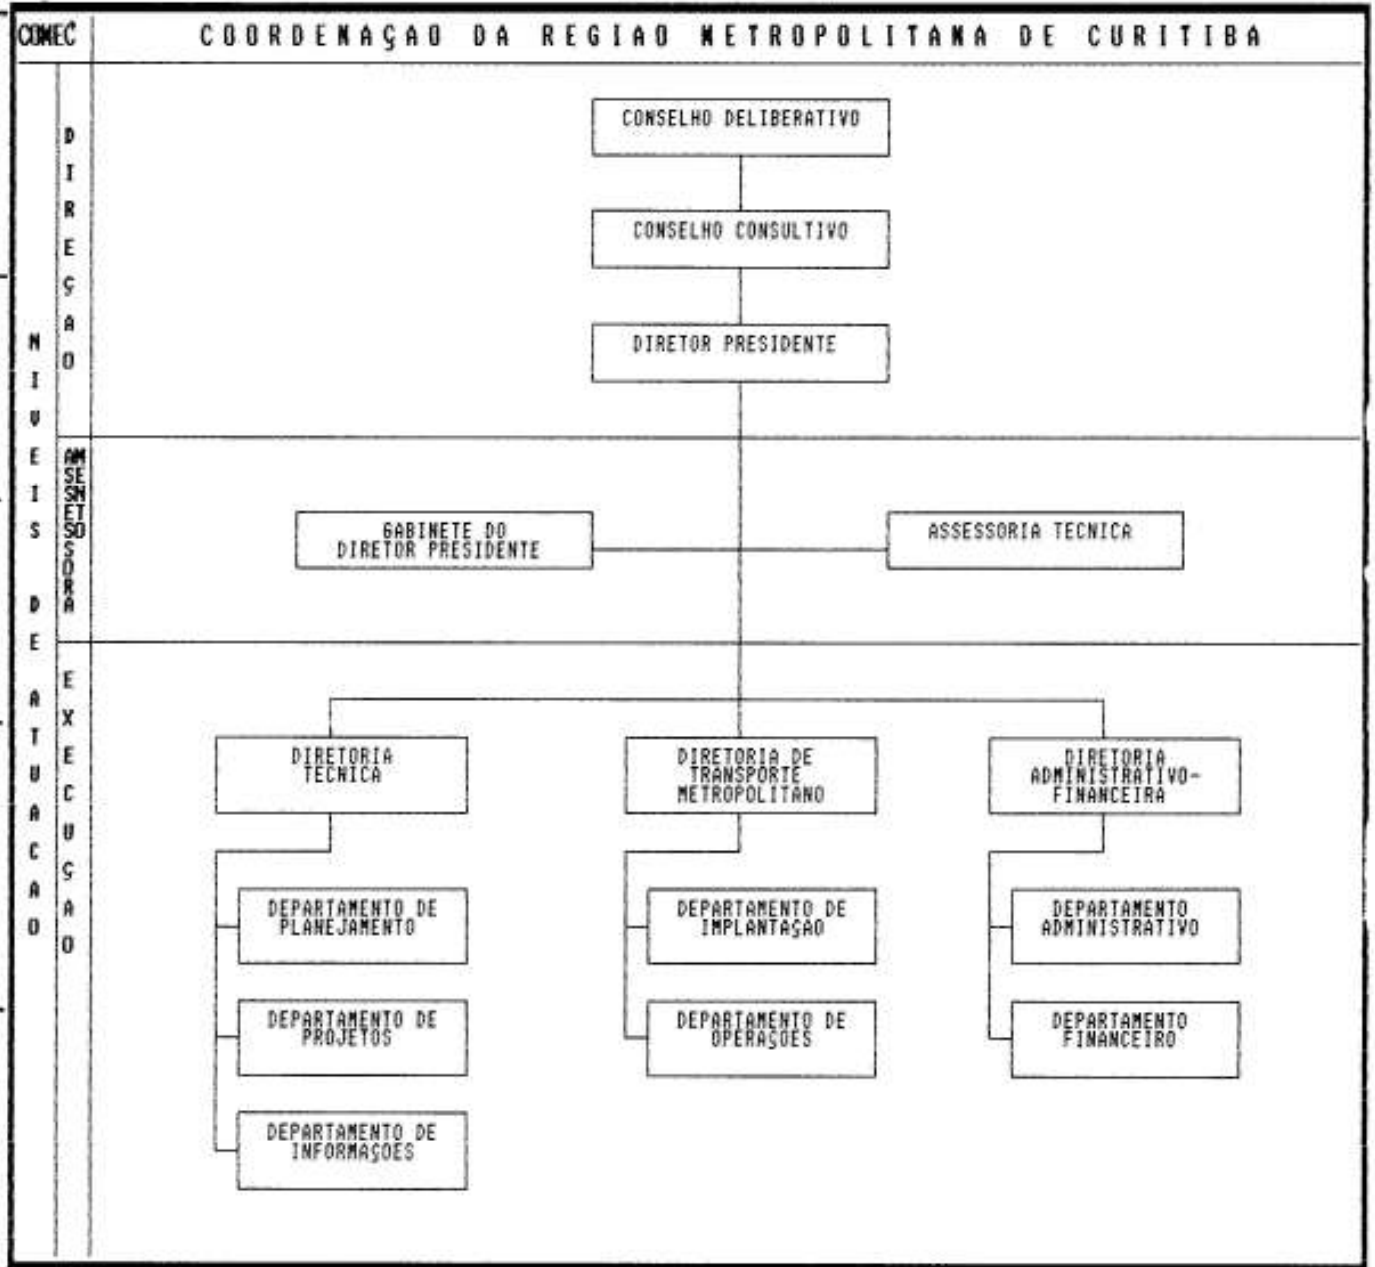 COMEC
COORDENAÇAO DA REGIAO METROPOLITANA DE CURITIBA
NIVEIS DE ATUACAO
DIREÇAO
CONSELHO DELIBERATIVO
CONSELHO CONSULTIVO
DIRETOR PRESIDENTE
ASSESSORA
MENTO
GABINETE DO
DIRETOR PRESIDENTE
ASSESSORIA TECNICA
EXECUÇAO
DIRETORIA
TECNICA
DIRETORIA DE
TRANSPORTE
METROPOLITANO
DIRETORIA
ADMINISTRATIVO-
FINANCEIRA
DEPARTAMENTO DE
PLANEJAMENTO
DEPARTAMENTO DE
IMPLANTAÇAO
DEPARTAMENTO
ADMINISTRATIVO
DEPARTAMENTO DE
PROJETOS
DEPARTAMENTO DE
OPERAÇOES
DEPARTAMENTO
FINANCEIRO
DEPARTAMENTO DE
INFORMAÇOES